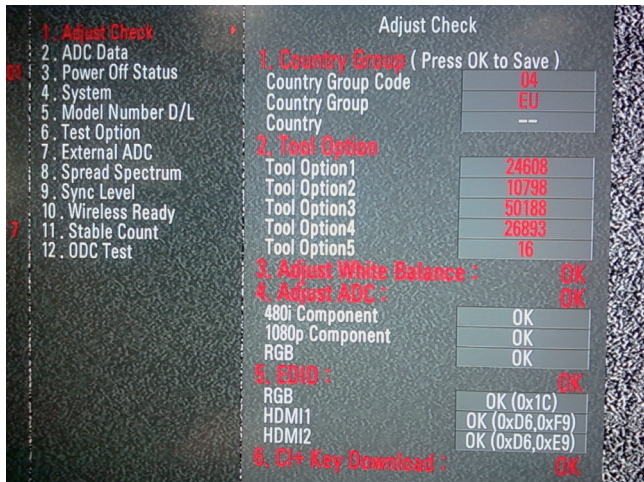 1. Adjust Check
2. ADC Data
3. Power Off Status
4. System
5. Model Number D/L
6. Test Option
7. External ADC
8. Spread Spectrum
9. Sync Level
10. Wireless Ready
11. Stable Count
12. ODC Test
Adjust Check
1. Country Group ( Press OK to Save )
Country Group Code 04
Country Group EU
Country --
2. Tool Option
Tool Option1 24608
Tool Option2 10798
Tool Option3 50188
Tool Option4 26893
Tool Option5 16
3. Adjust White Balance : OK
4. Adjust ADC : OK
480i Component OK
1080p Component OK
RGB OK
5. EDID : OK
RGB OK (0x1C)
HDMI1 OK (0xD6,0xF9)
HDMI2 OK (0xD6,0xE9)
6. CI+ Key Download : OK